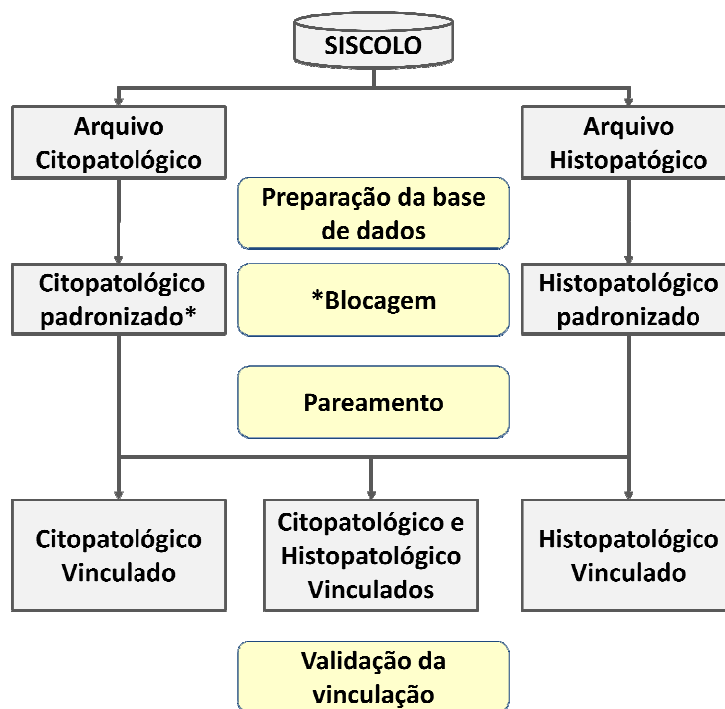 SISCOLO
Arquivo
Citopatológico
Arquivo
Histopatógico
Preparação da base
de dados
Citopatológico
padronizado*
*Blocagem
Histopatológico
padronizado
Pareamento
Citopatológico
Vinculado
Citopatológico e
Histopatológico
Vinculados
Histopatológico
Vinculado
Validação da
vinculação